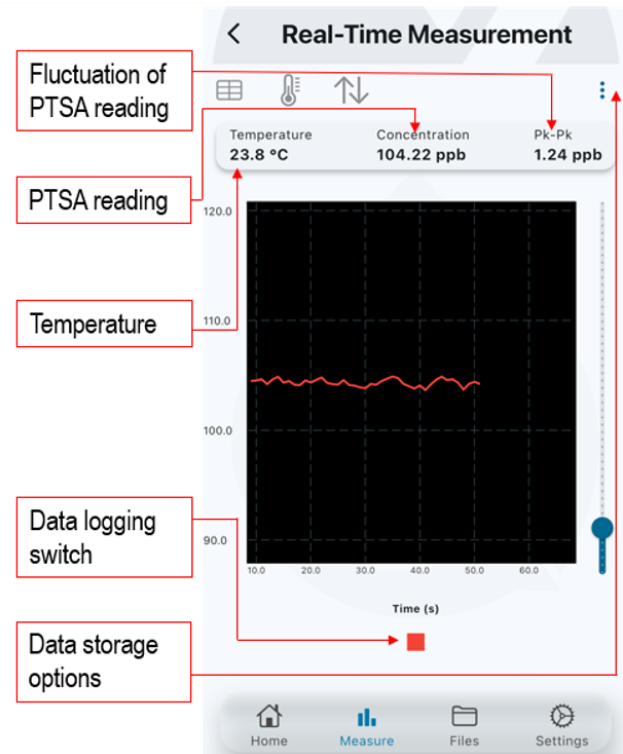 Real-Time Measurement
Fluctuation of
PTSA reading
Temperature
23.8 °C
Concentration
104.22 ppb
Pk-Pk
1.24 ppb
PTSA reading
120.0
Temperature
110.0
100.0
Data logging
switch
90.0
10.0 20.0 30.0 40.0 50.0 60.0
Time (s)
Data storage
options
Home Measure Files Settings